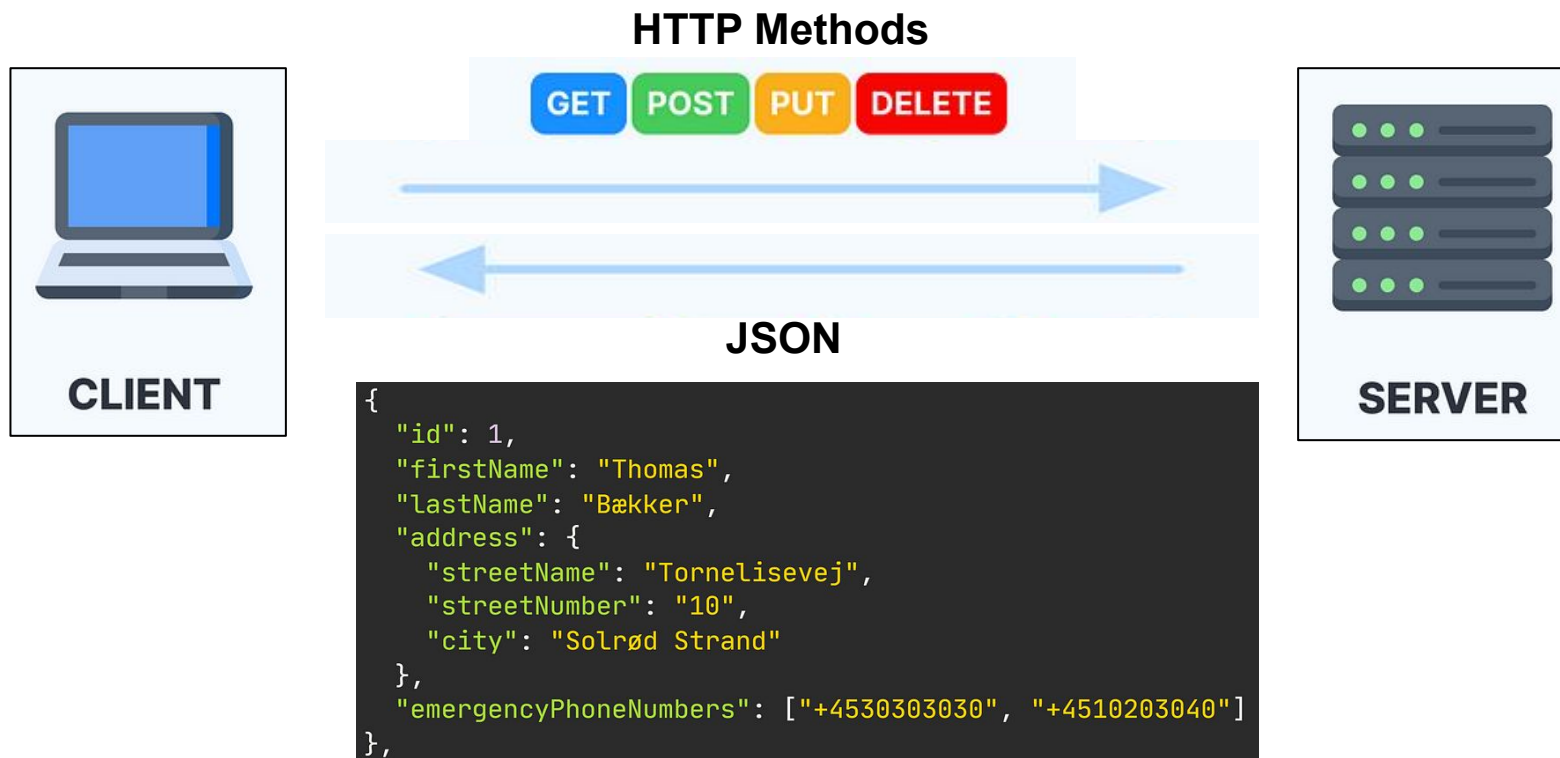 HTTP Methods
GET POST PUT DELETE
JSON
CLIENT
SERVER
{
  "id": 1,
  "firstName": "Thomas",
  "lastName": "Bækker",
  "address": {
    "streetName": "Tornelisevej",
    "streetNumber": "10",
    "city": "Solrød Strand"
  },
  "emergencyPhoneNumbers": ["+4530303030", "+4510203040"]
},